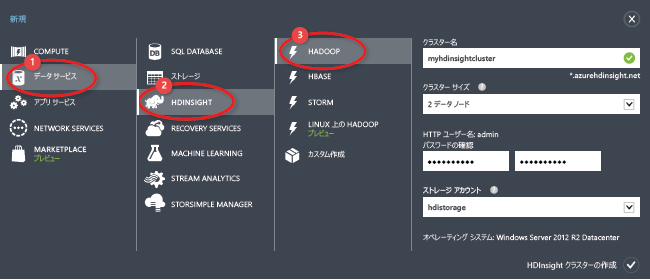 新規
1
COMPUTE
データ サービス
アプリ サービス
NETWORK SERVICES
MARKETPLACE
プレビュー
SQL DATABASE
ストレージ
2
HDINSIGHT
RECOVERY SERVICES
MACHINE LEARNING
STREAM ANALYTICS
STORSIMPLE MANAGER
3
HADOOP
HBASE
STORM
LINUX 上の HADOOP
プレビュー
カスタム作成
クラスター名
myhdinsightcluster
*.azurehdinsight.net
クラスター サイズ
2 データ ノード
HTTP ユーザー名: admin
パスワードの確認
●●●●●●●●●● ●●●●●●●●●●
ストレージ アカウント
hdistorage
オペレーティング システム: Windows Server 2012 R2 Datacenter
HDInsight クラスターの作成